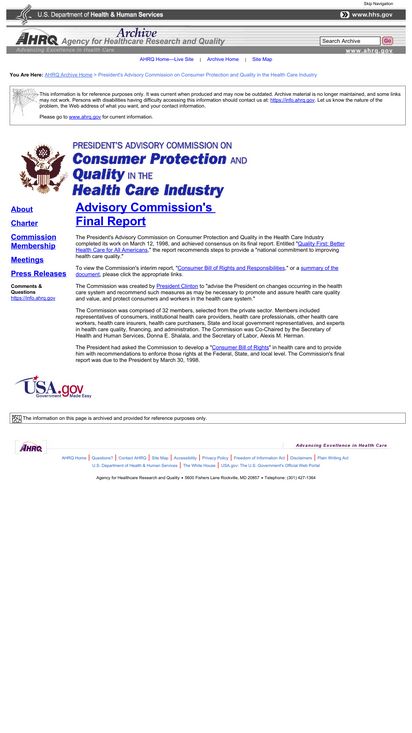 Skip Navigation
U.S. Department of Health & Human Services
www.hhs.gov
Archive
AHRQ Agency for Healthcare Research and Quality
Search Archive Go
Advancing Excellence in Health Care
www.ahrq.gov
AHRQ Home—Live Site | Archive Home | Site Map
You Are Here: AHRQ Archive Home > President's Advisory Commission on Consumer Protection and Quality in the Health Care Industry
This information is for reference purposes only. It was current when produced and may now be outdated. Archive material is no longer maintained, and some links
may not work. Persons with disabilities having difficulty accessing this information should contact us at: https://info.ahrq.gov. Let us know the nature of the
problem, the Web address of what you want, and your contact information.
Please go to www.ahrq.gov for current information.
PRESIDENT'S ADVISORY COMMISSION ON
Consumer Protection AND
Quality IN THE
Health Care Industry
About
Charter
Commission
Membership
Meetings
Press Releases
Comments &
Questions
https://info.ahrq.gov
Advisory Commission's
Final Report
The President's Advisory Commission on Consumer Protection and Quality in the Health Care Industry
completed its work on March 12, 1998, and achieved consensus on its final report. Entitled "Quality First: Better
Health Care for All Americans," the report recommends steps to provide a "national commitment to improving
health care quality."
To view the Commission's interim report, "Consumer Bill of Rights and Responsibilities," or a summary of the
document, please click the appropriate links.
The Commission was created by President Clinton to "advise the President on changes occurring in the health
care system and recommend such measures as may be necessary to promote and assure health care quality
and value, and protect consumers and workers in the health care system."
The Commission was comprised of 32 members, selected from the private sector. Members included
representatives of consumers, institutional health care providers, health care professionals, other health care
workers, health care insurers, health care purchasers, State and local government representatives, and experts
in health care quality, financing, and administration. The Commission was Co-Chaired by the Secretary of
Health and Human Services, Donna E. Shalala, and the Secretary of Labor, Alexis M. Herman.
The President had asked the Commission to develop a "Consumer Bill of Rights" in health care and to provide
him with recommendations to enforce those rights at the Federal, State, and local level. The Commission's final
report was due to the President by March 30, 1998.
USA.gov
Government Made Easy
The information on this page is archived and provided for reference purposes only.
AHRQ
Advancing Excellence in Health Care
AHRQ Home | Questions? | Contact AHRQ | Site Map | Accessibility | Privacy Policy | Freedom of Information Act | Disclaimers | Plain Writing Act
U.S. Department of Health & Human Services | The White House | USA.gov: The U.S. Government's Official Web Portal
Agency for Healthcare Research and Quality • 5600 Fishers Lane Rockville, MD 20857 • Telephone: (301) 427-1364